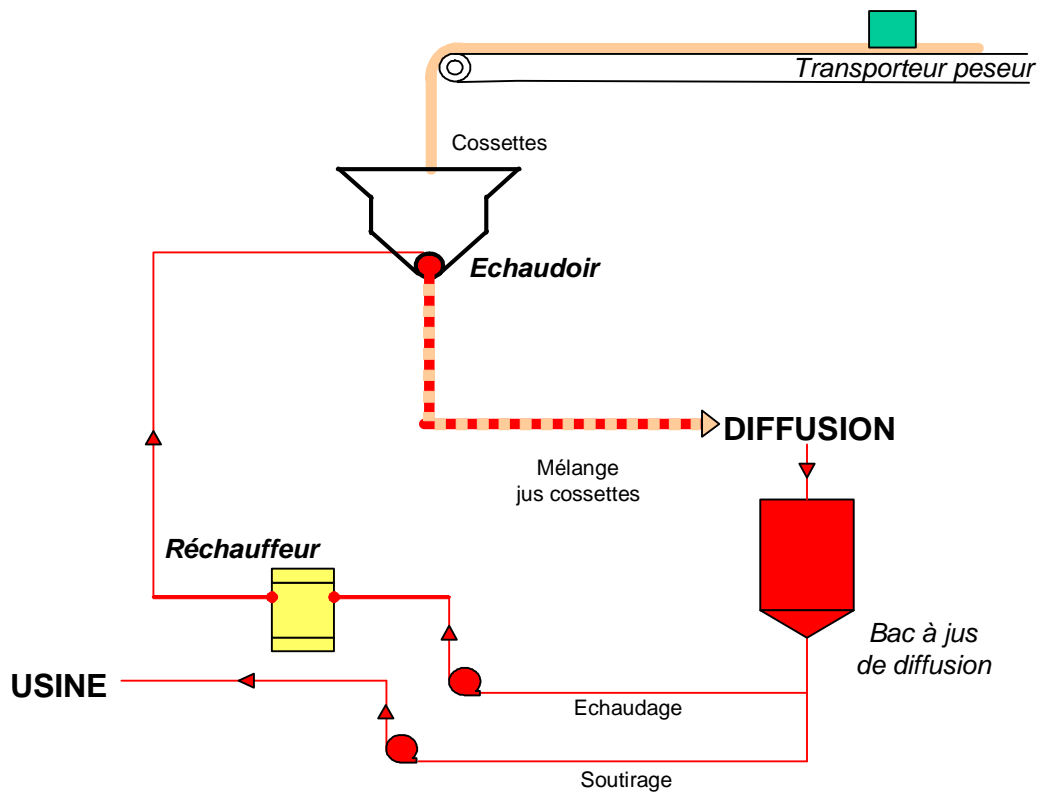 Transporteur peseur
Cossettes
Echaudoir
DIFFUSION
Mélange
jus cossettes
Réchauffeur
Bac à jus
de diffusion
USINE
Echaudage
Soutirage